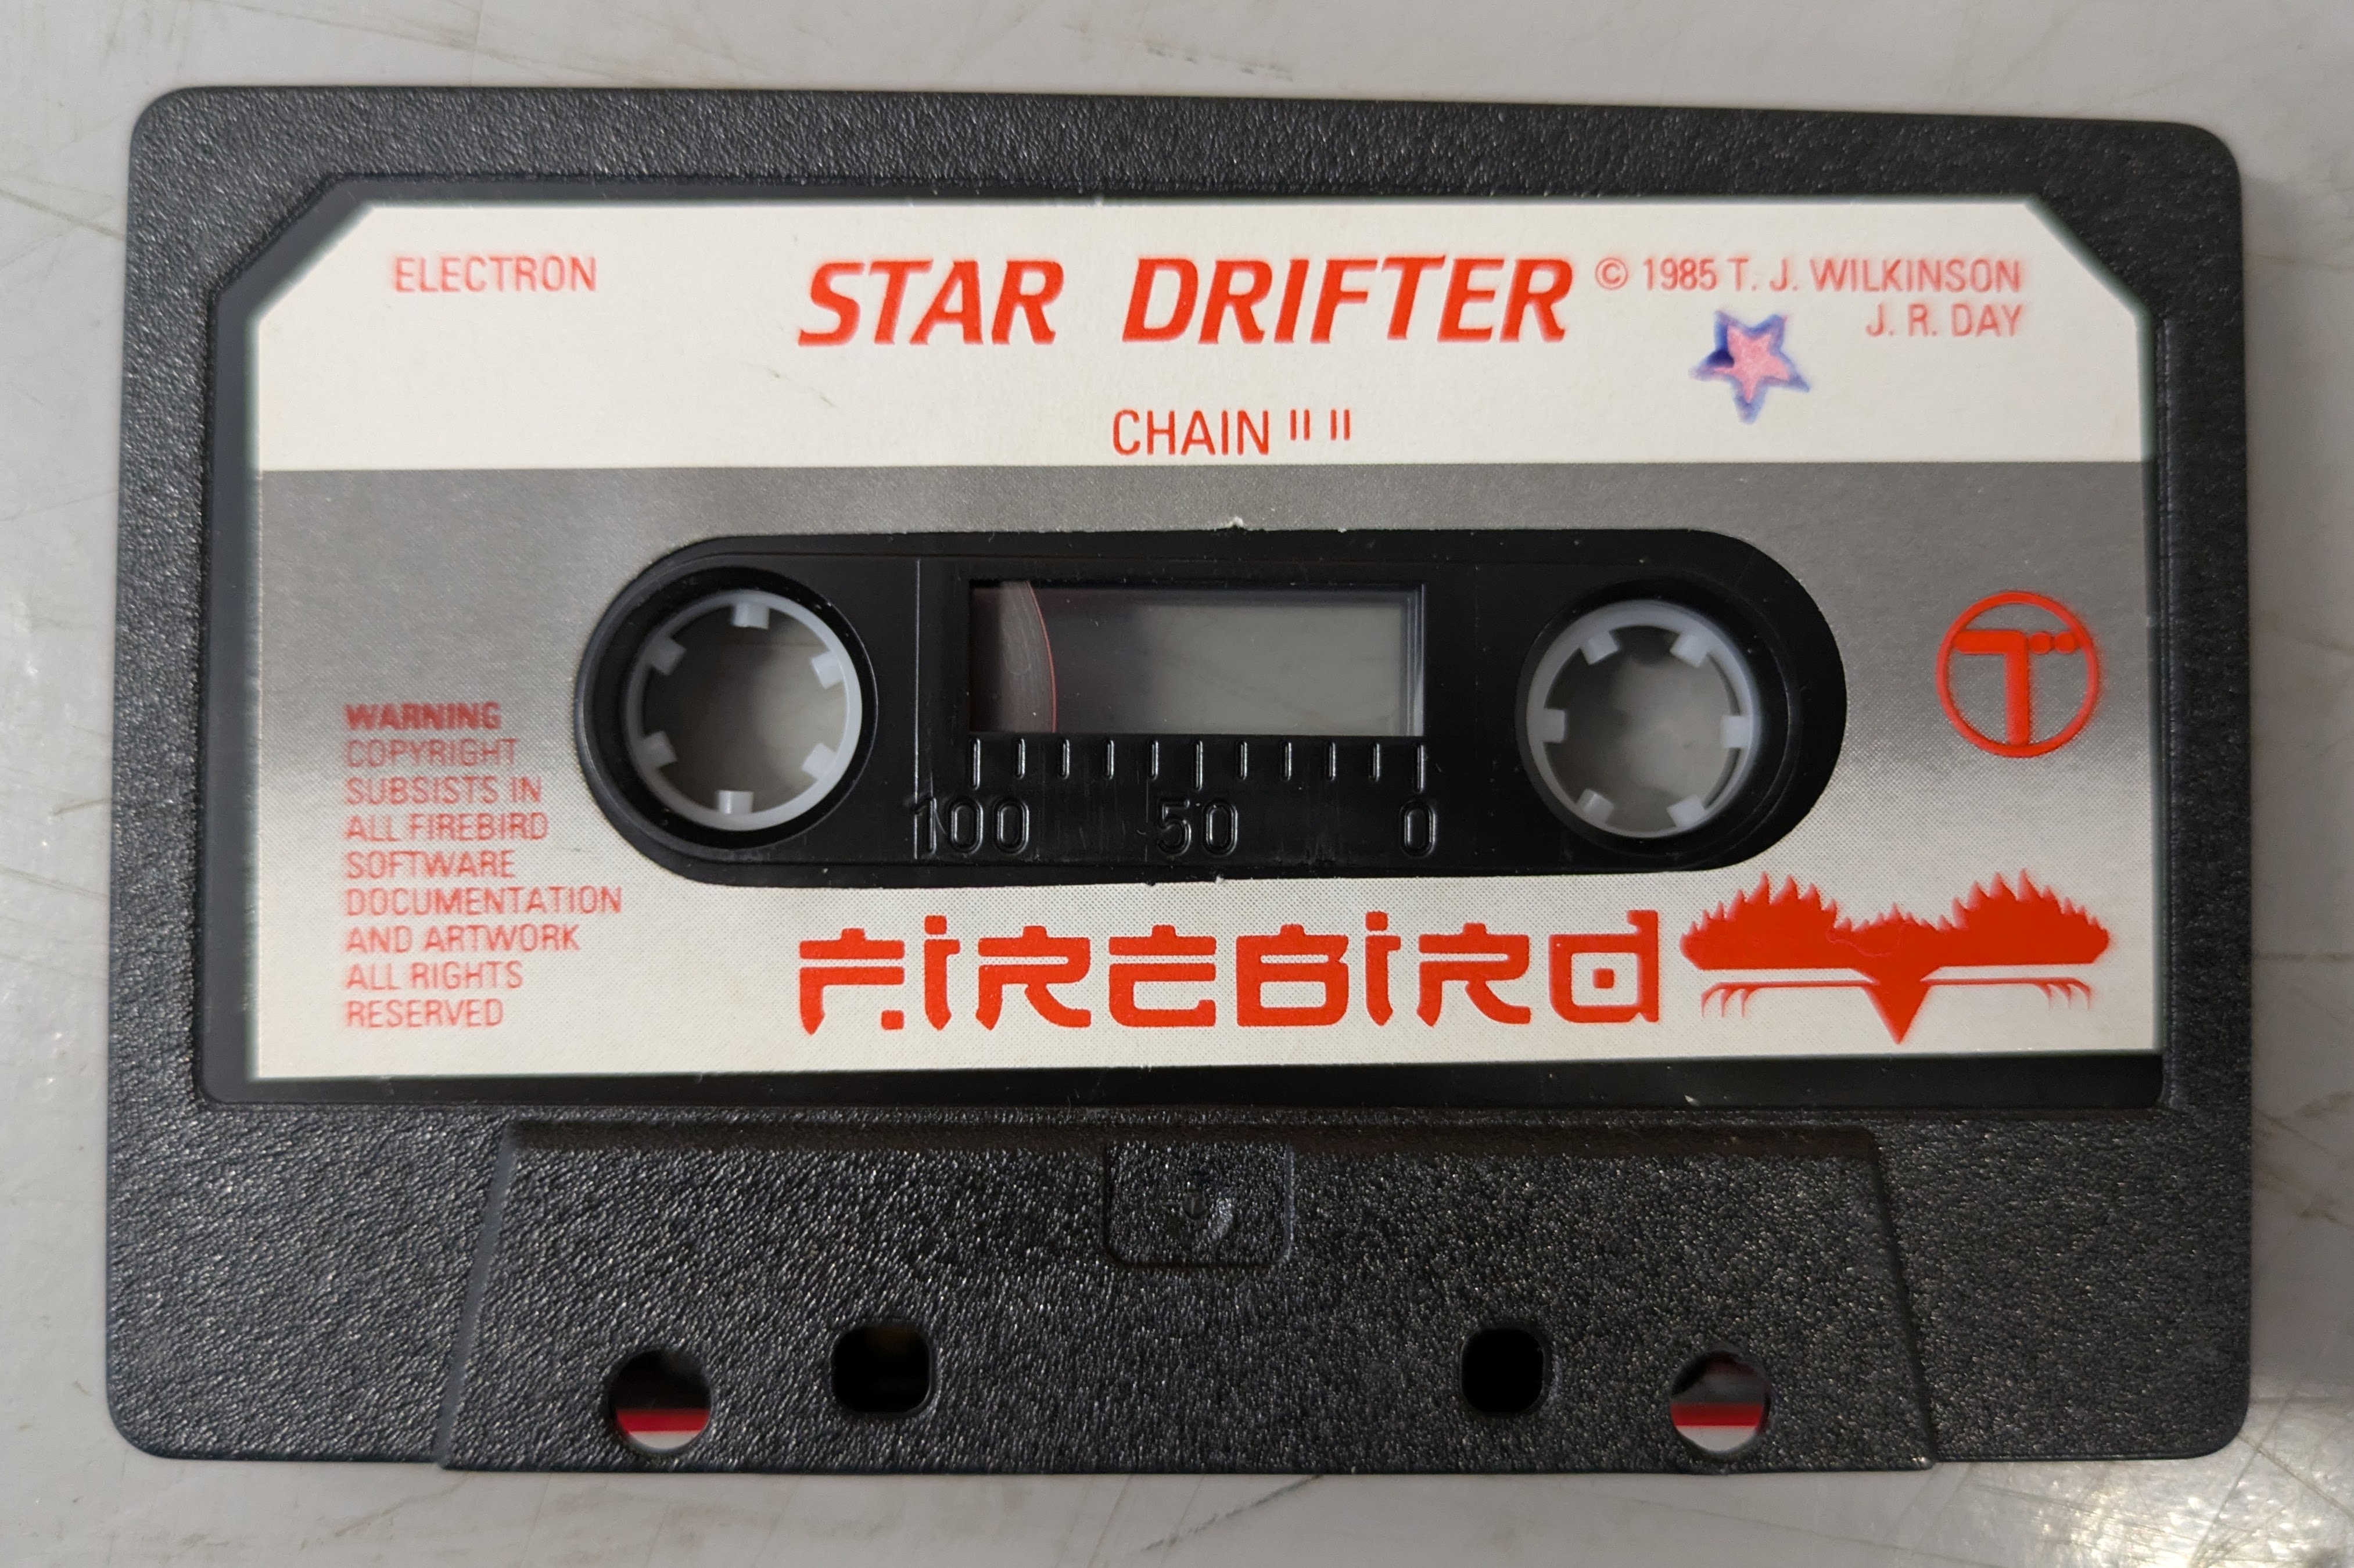 ELECTRON
STAR DRIFTER
© 1985 T. J. WILKINSON
J. R. DAY
CHAIN " "
T
100 50 0
WARNING
COPYRIGHT
SUBSISTS IN
ALL FIREBIRD
SOFTWARE
DOCUMENTATION
AND ARTWORK
ALL RIGHTS
RESERVED
FIREBIRD